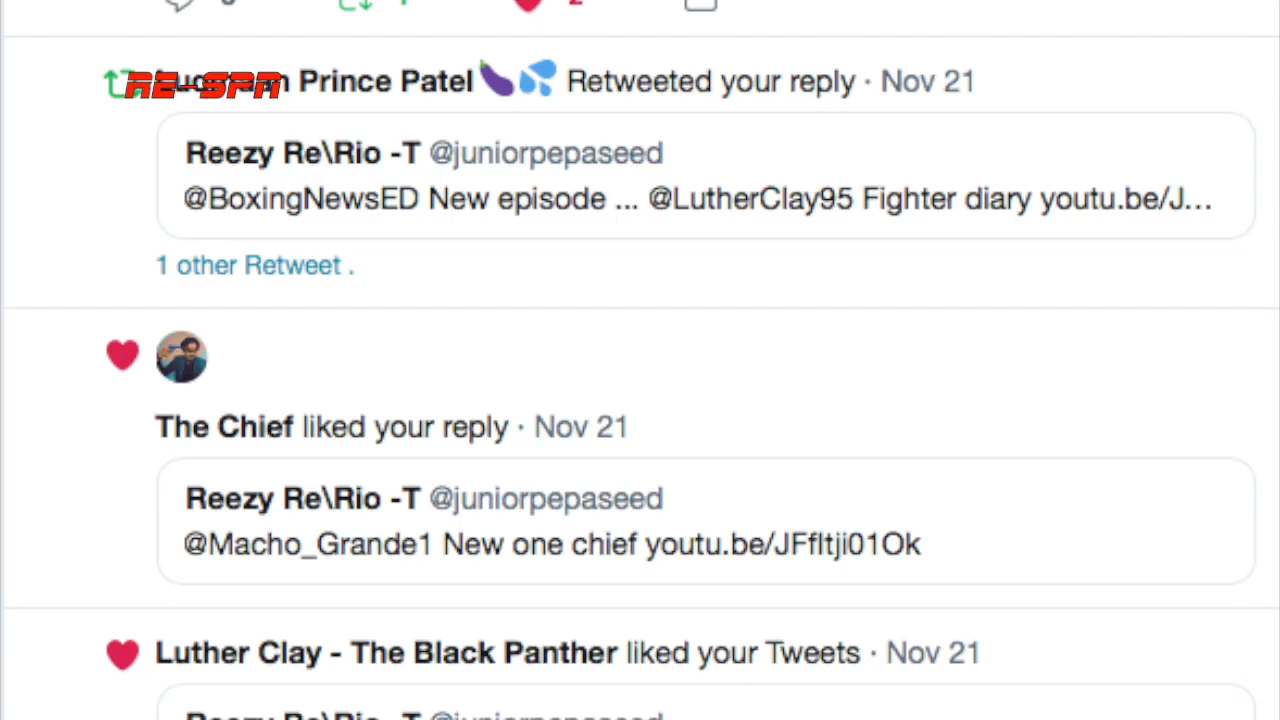 RE-SPN
Prince Patel🍆💦 Retweeted your reply · Nov 21
Reezy Re\Rio -T @juniorpepaseed
@BoxingNewsED New episode ... @LutherClay95 Fighter diary youtu.be/J...
1 other Retweet .
The Chief liked your reply · Nov 21
Reezy Re\Rio -T @juniorpepaseed
@Macho_Grande1 New one chief youtu.be/JFfltji01Ok
Luther Clay - The Black Panther liked your Tweets · Nov 21
Reezy Re\Rio -T @juniorpepaseed